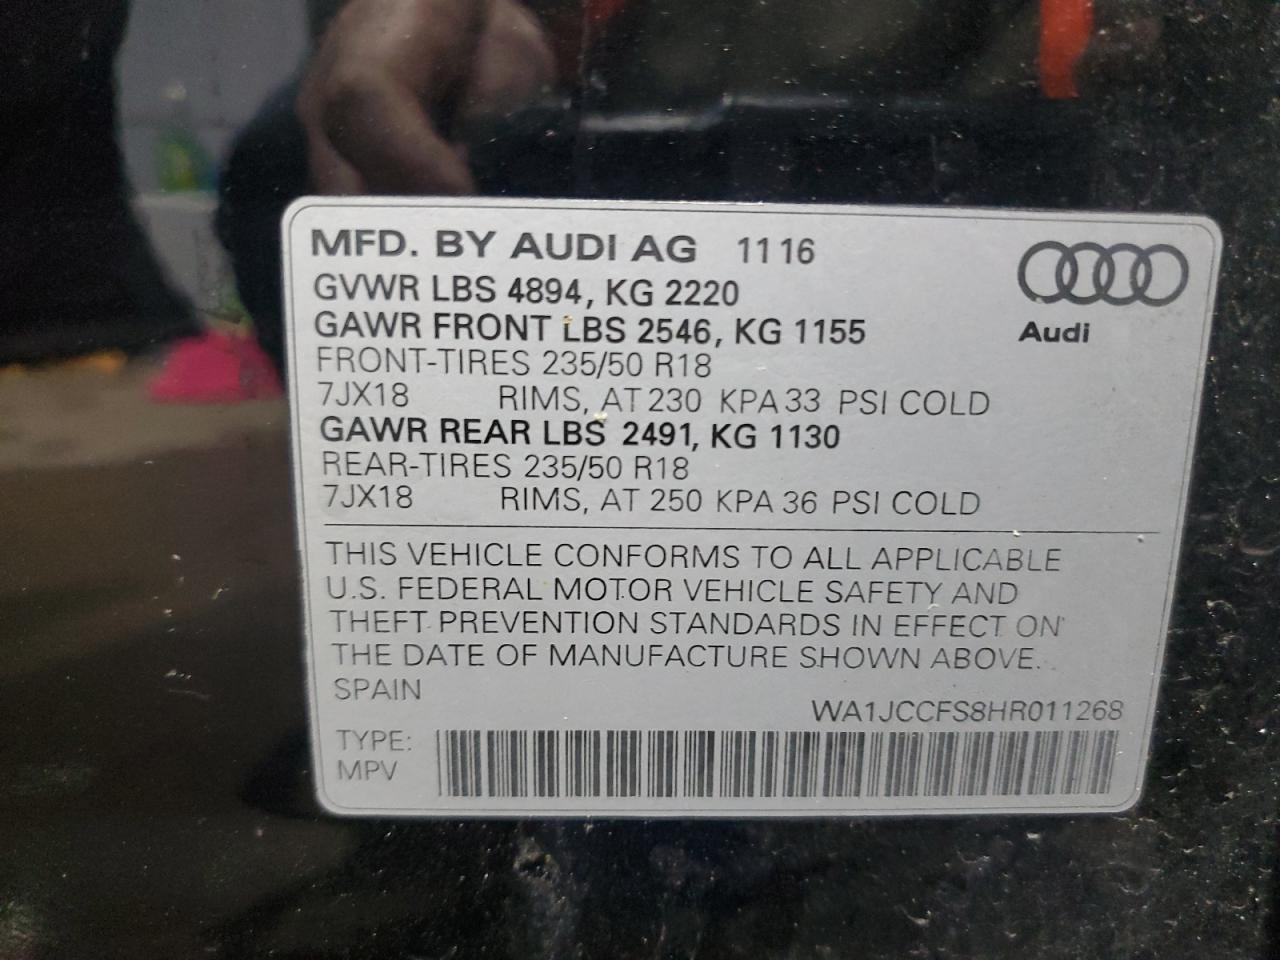 MFD. BY AUDI AG 11 16
GVWR LBS 4894, KG 2220
GAWR FRONT LBS 2546, KG 1155
Audi
FRONT-TIRES 235/50 R18
7JX18 RIMS, AT 230 KPA 33 PSI COLD
GAWR REAR LBS 2491, KG 1130
REAR-TIRES 235/50 R18
7JX18 RIMS, AT 250 KPA 36 PSI COLD
THIS VEHICLE CONFORMS TO ALL APPLICABLE
U.S. FEDERAL MOTOR VEHICLE SAFETY AND
THEFT PREVENTION STANDARDS IN EFFECT ON
THE DATE OF MANUFACTURE SHOWN ABOVE.
SPAIN
WA1JCCFS8HR011268
TYPE:
MPV